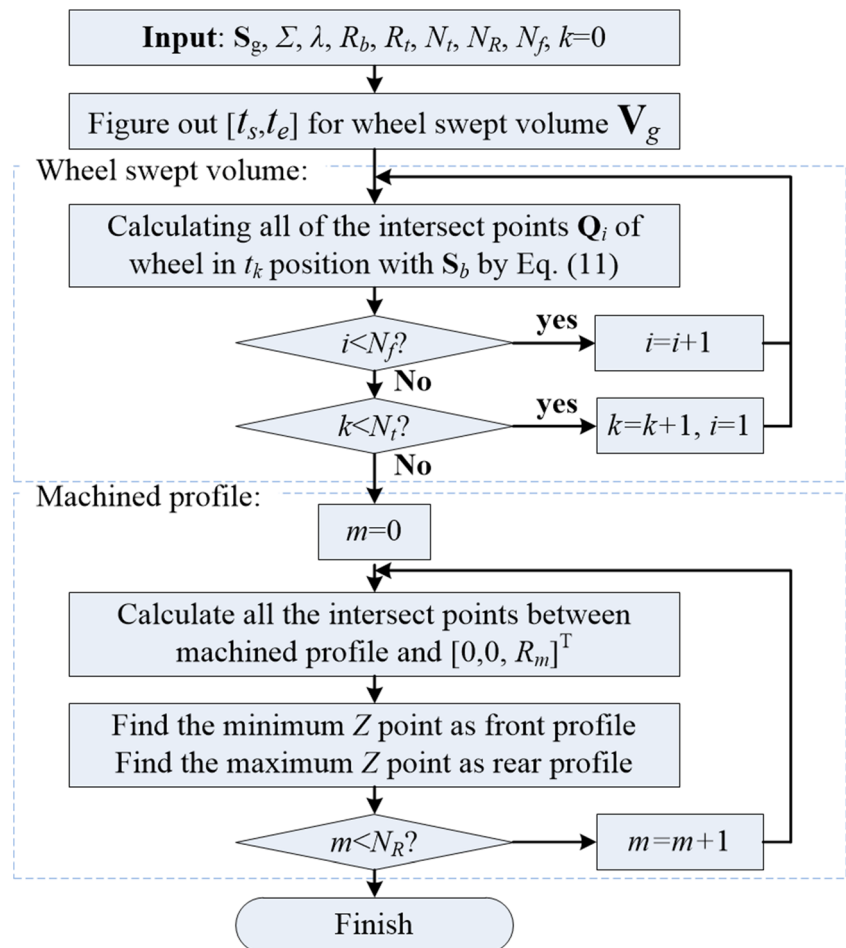 Input: Sg, Σ, λ, Rb, Rt, Nt, NR, Nf, k=0
Figure out [ts,te] for wheel swept volume Vg
Wheel swept volume:
Calculating all of the intersect points Qi of
wheel in tk position with Sb by Eq. (11)
i<Nf?
yes
i=i+1
No
k<Nt?
yes
k=k+1, i=1
No
Machined profile:
m=0
Calculate all the intersect points between
machined profile and [0,0, Rm]T
Find the minimum Z point as front profile
Find the maximum Z point as rear profile
m<NR?
m=m+1
Finish